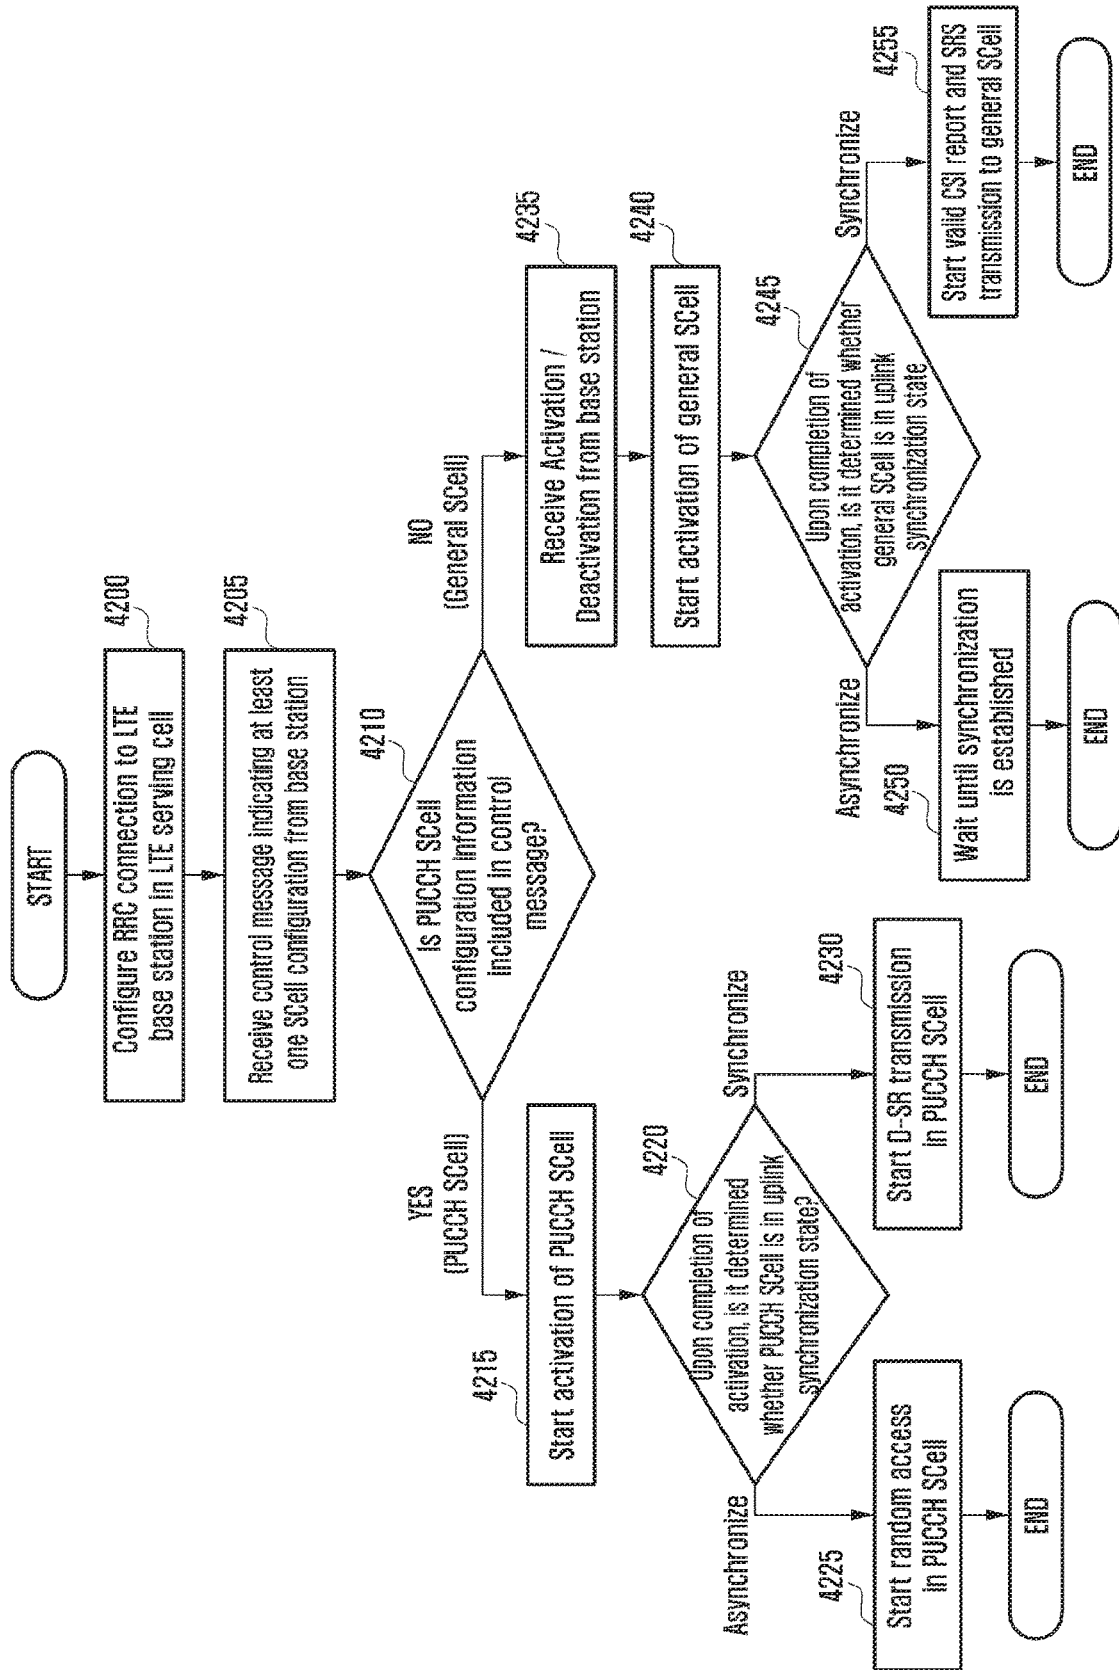 START
4200
Configure RRC connection to LTE
base station in LTE serving cell
4205
Receive control message indicating at least
one SCell configuration from base station
4210
Is PUCCH SCell
configuration information
included in control
message?
YES
(PUCCH SCell)
NO
(General SCell)
4215
Start activation of PUCCH SCell
4220
Upon completion of
activation, is it determined
whether PUCCH SCell is in uplink
synchronization state?
Asynchronize
Synchronize
4225
Start random access
in PUCCH SCell
END
4230
Start D-SR transmission
in PUCCH SCell
END
4235
Receive Activation /
Deactivation from base station
4240
Start activation of general SCell
4245
Upon completion of
activation, is it determined whether
general SCell is in uplink
synchronization state
Asynchronize
Synchronize
4250
Wait until synchronization
is established
END
4255
Start valid CSI report and SRS
transmission to general SCell
END